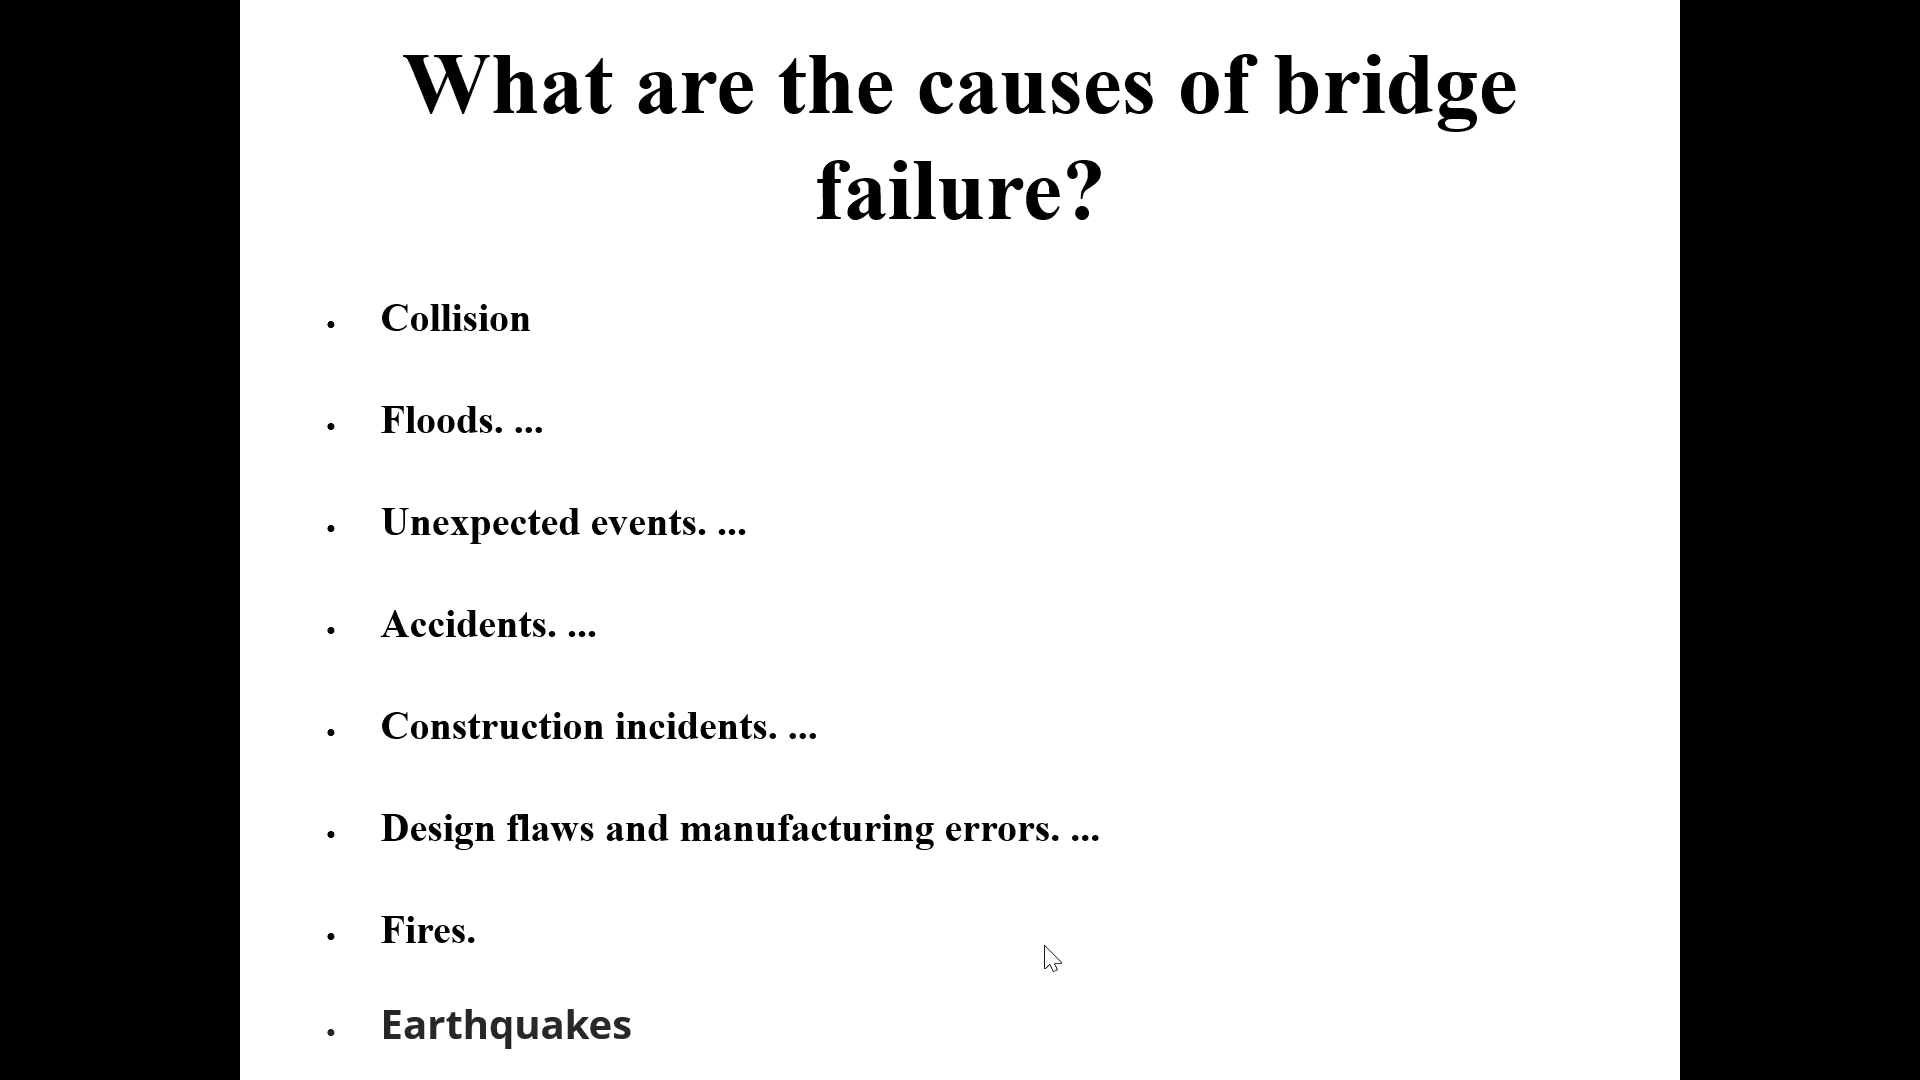 What are the causes of bridge
failure?
• Collision
• Floods. ...
• Unexpected events. ...
• Accidents. ...
• Construction incidents. ...
• Design flaws and manufacturing errors. ...
• Fires.
• Earthquakes